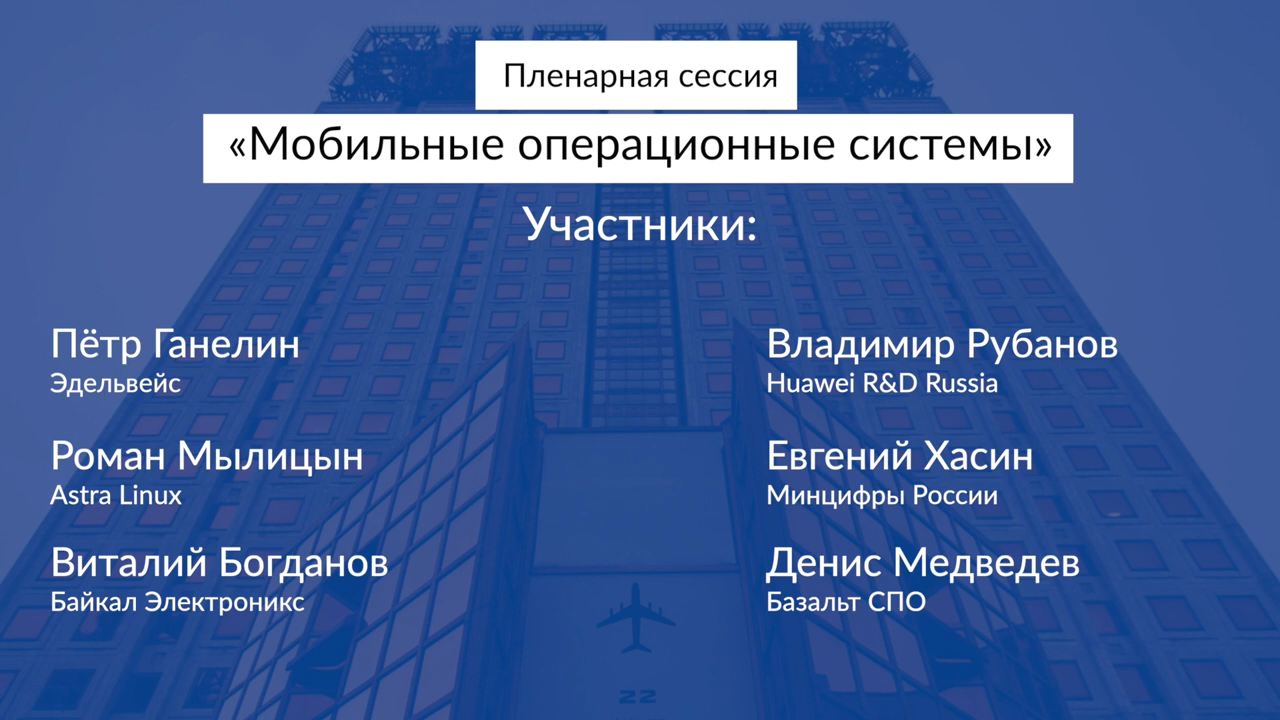 Пленарная сессия
«Мобильные операционные системы»
Участники:
Пётр Ганелин
Эдельвейс
Роман Мылицын
Astra Linux
Виталий Богданов
Байкал Электроникс
Владимир Рубанов
Huawei R&D Russia
Евгений Хасин
Минцифры России
Денис Медведев
Базальт СПО
22